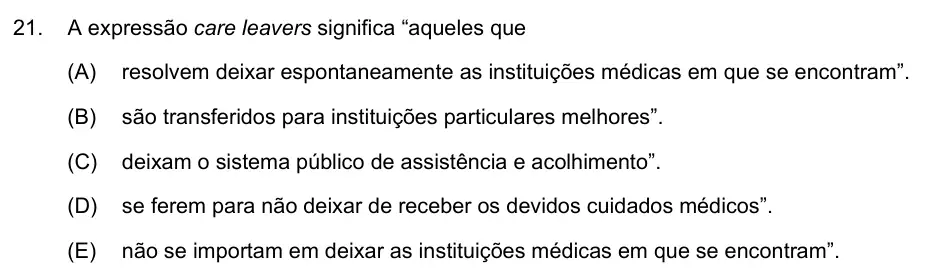 21. A expressão care leavers significa “aqueles que
(A) resolvem deixar espontaneamente as instituições médicas em que se encontram”.
(B) são transferidos para instituições particulares melhores”.
(C) deixam o sistema público de assistência e acolhimento”.
(D) se ferem para não deixar de receber os devidos cuidados médicos”.
(E) não se importam em deixar as instituições médicas em que se encontram”.